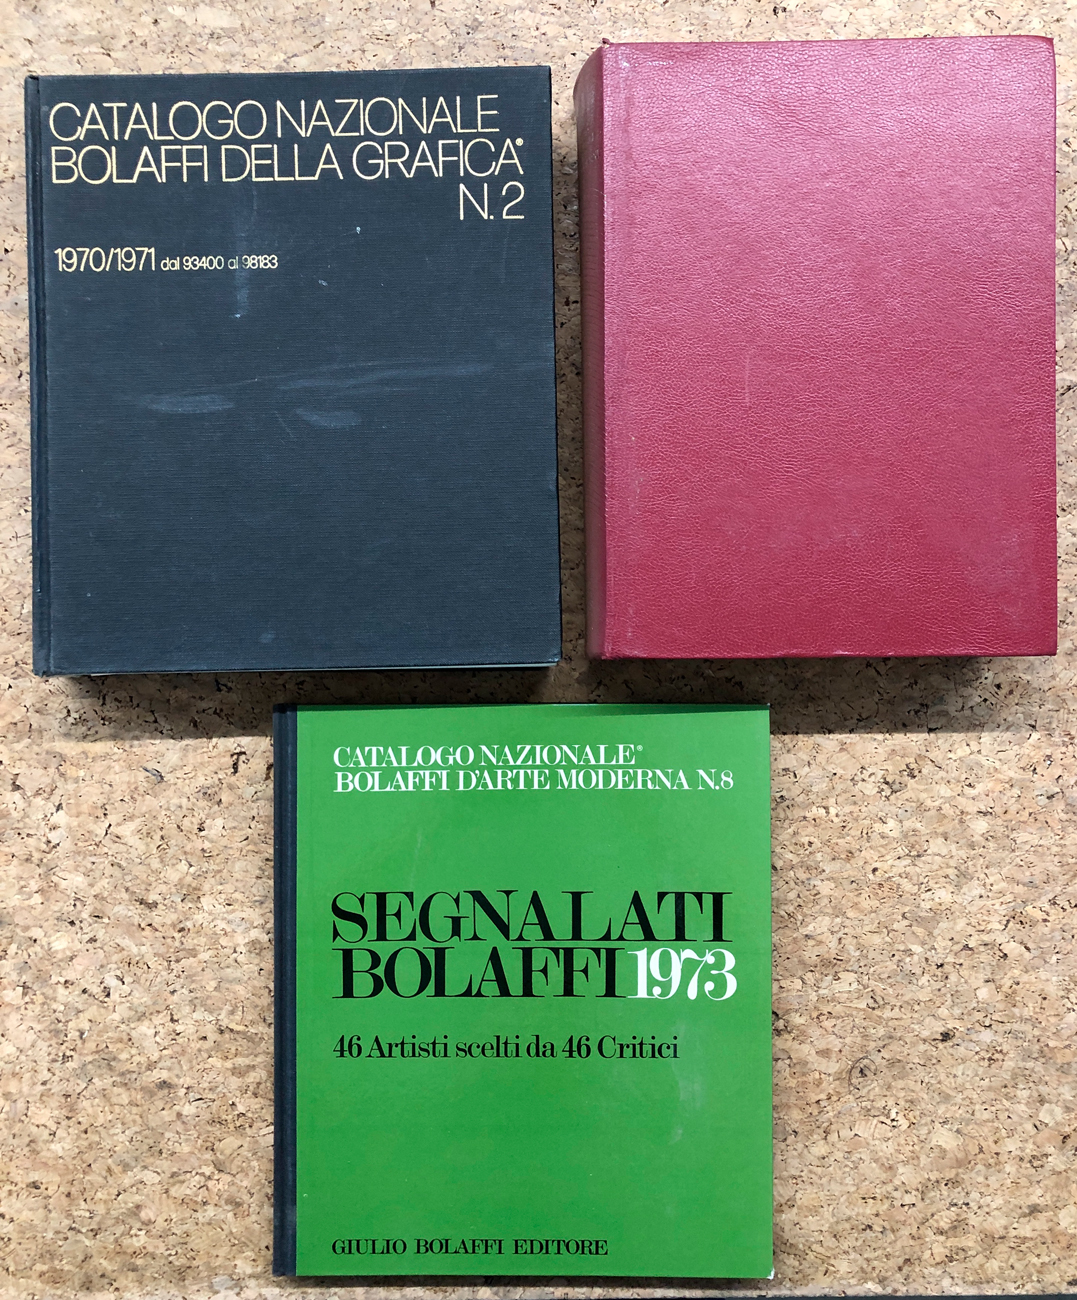 CATALOGO NAZIONALE
BOLAFFI DELLA GRAFICA®
N. 2
1970/1971 dal 93400 al 98183
CATALOGO NAZIONALE®
BOLAFFI D'ARTE MODERNA N.8
SEGNALATI
BOLAFFI 1973
46 Artisti scelti da 46 Critici
GIULIO BOLAFFI EDITORE